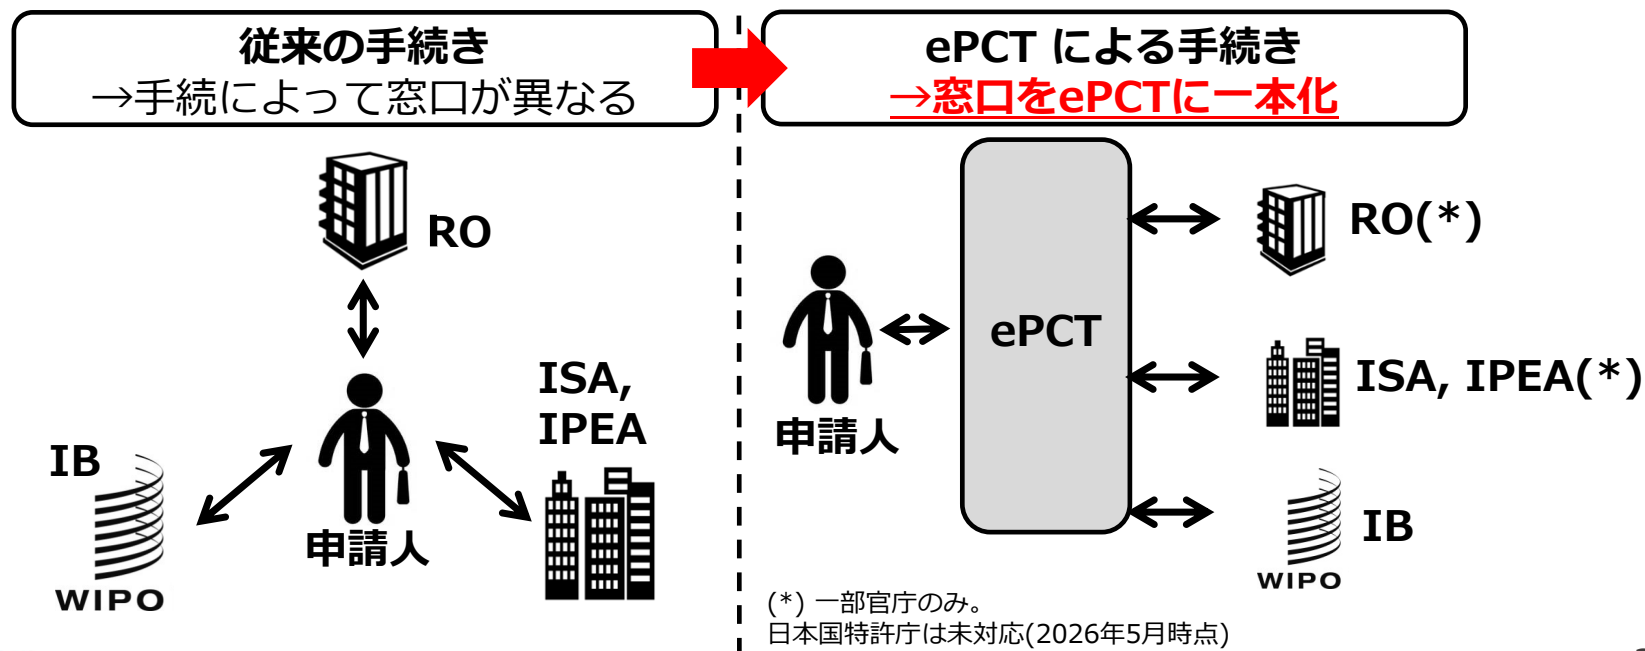 従来の手続き
→手続によって窓口が異なる
RO
ISA,
IPEA
IB
WIPO
申請人
ePCT による手続き
→窓口をePCTに一本化
ePCT
申請人
RO(*)
ISA, IPEA(*)
IB
WIPO
(*) 一部官庁のみ。
日本国特許庁は未対応(2026年5月時点)